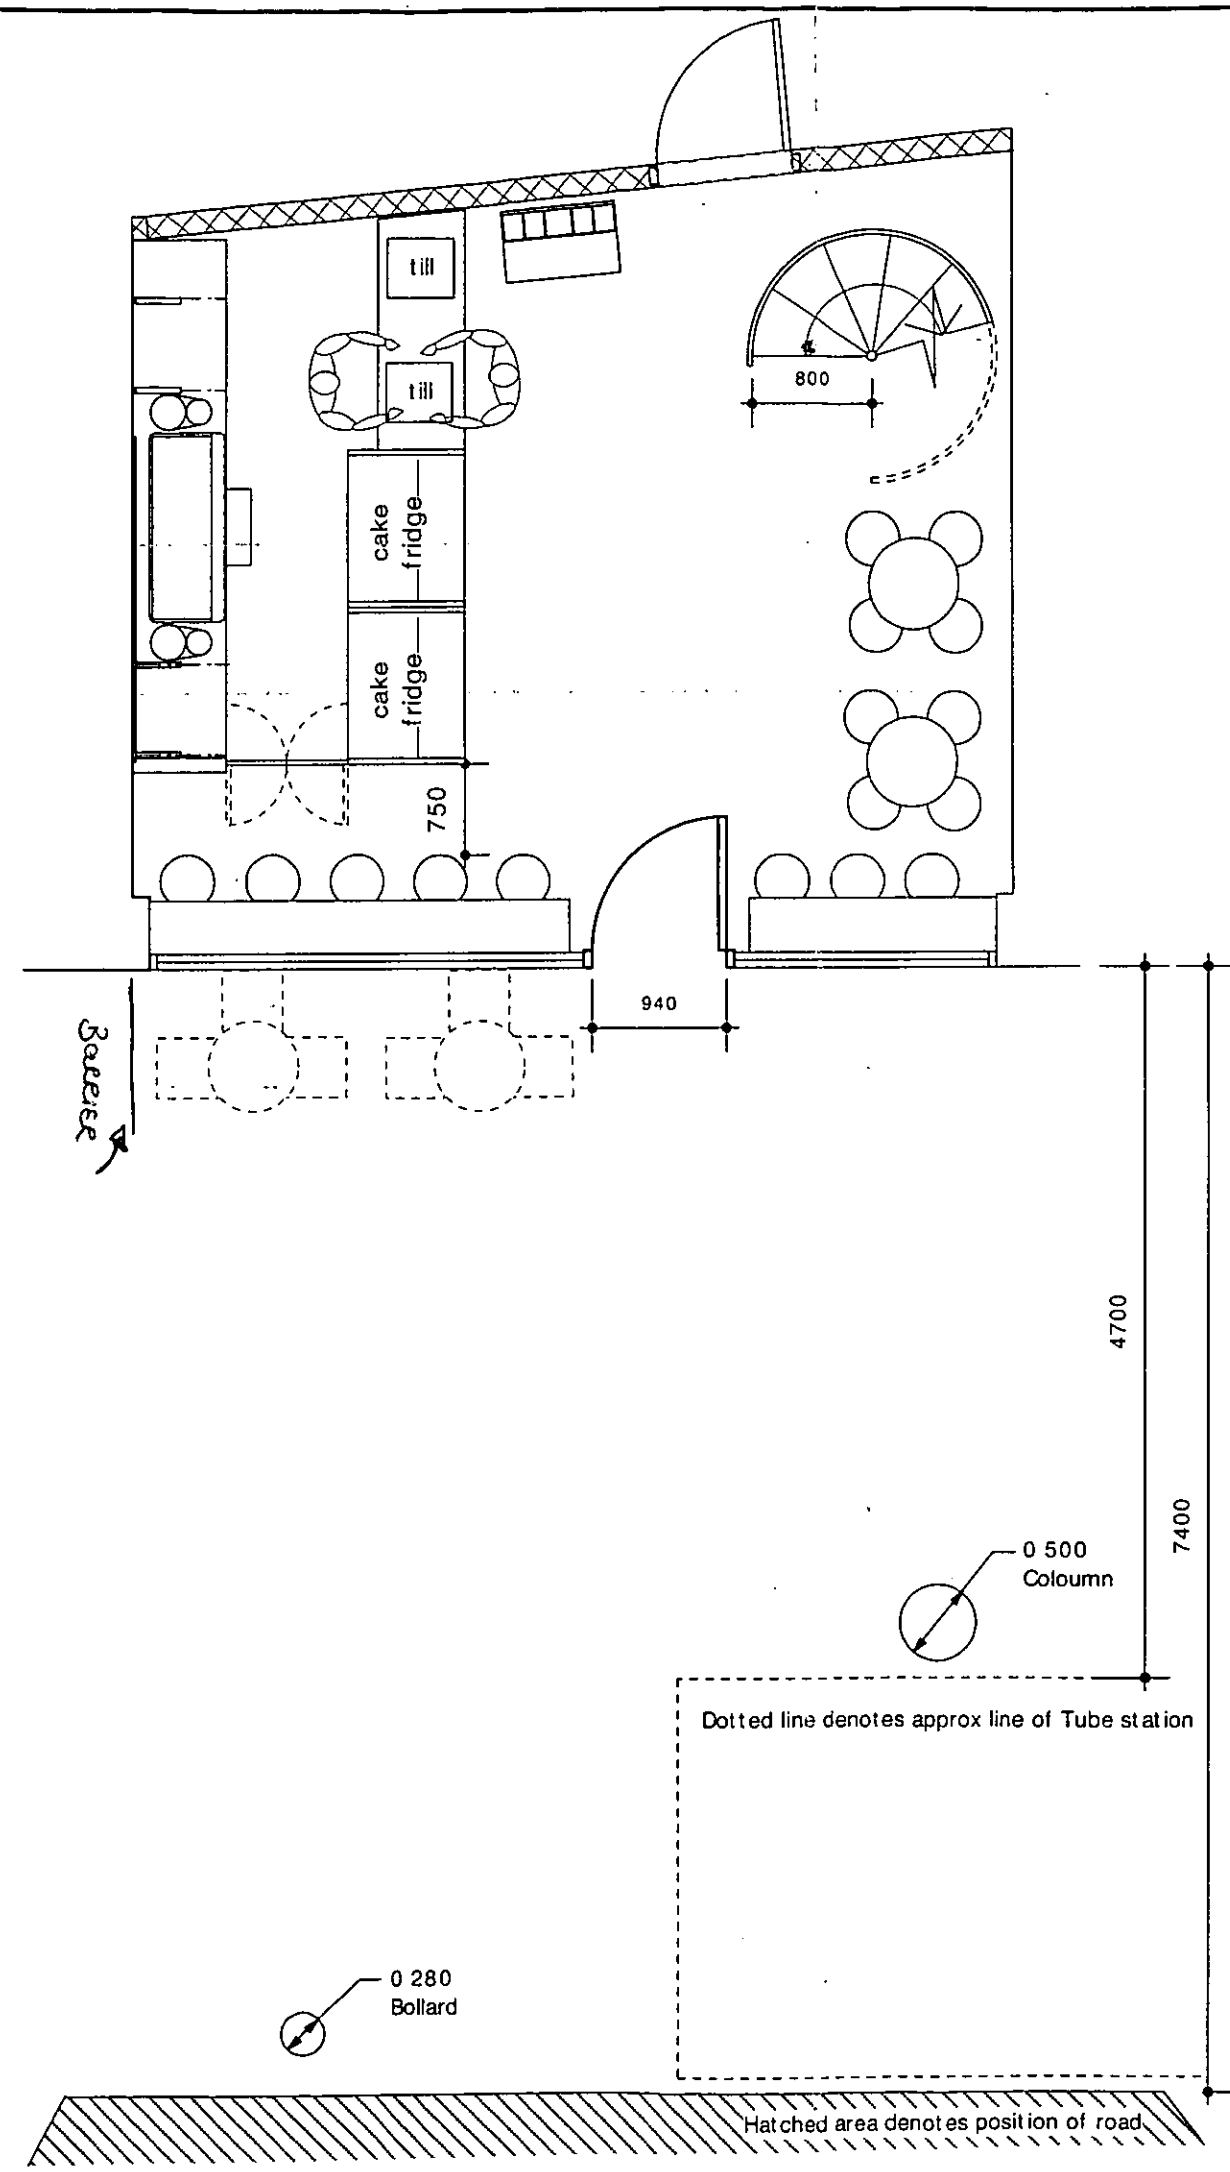 till
till
800
cake
fridge
cake
fridge
750
940
Barrier
4700
7400
0 500
Coloumn
Dotted line denotes approx line of Tube station
0 280
Bollard
Hatched area denotes position of road